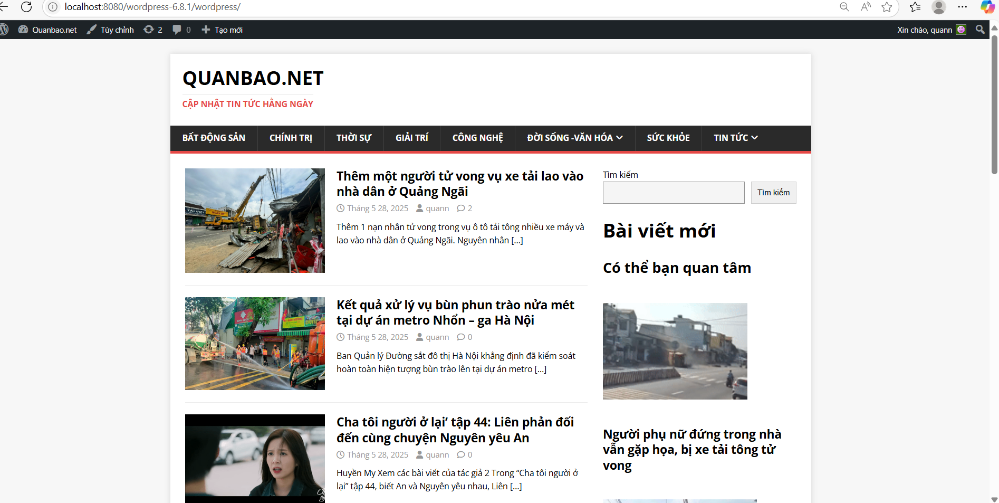 localhost:8080/wordpress-6.8.1/wordpress/
Quanbao.net Tùy chỉnh 2 0 Tạo mới Xin chào, quann
QUANBAO.NET
CẬP NHẬT TIN TỨC HẰNG NGÀY
BẤT ĐỘNG SẢN CHÍNH TRỊ THỜI SỰ GIẢI TRÍ CÔNG NGHỆ ĐỜI SỐNG -VĂN HÓA SỨC KHỎE TIN TỨC
Thêm một người tử vong vụ xe tải lao vào
nhà dân ở Quảng Ngãi
Tháng 5 28, 2025 quann 2
Thêm 1 nạn nhân tử vong trong vụ ô tô tải tông nhiều xe máy và
lao vào nhà dân ở Quảng Ngãi. Nguyên nhân [...]
Kết quả xử lý vụ bùn phun trào nửa mét
tại dự án metro Nhổn – ga Hà Nội
Tháng 5 28, 2025 quann 0
Ban Quản lý Đường sắt đô thị Hà Nội khẳng định đã kiểm soát
hoàn toàn hiện tượng bùn trào lên tại dự án metro [...]
Cha tôi người ở lại’ tập 44: Liên phản đối
đến cùng chuyện Nguyên yêu An
Tháng 5 28, 2025 quann 0
Huyền My Xem các bài viết của tác giả 2 Trong “Cha tôi người ở
lại” tập 44, biết An và Nguyên yêu nhau, Liên [...]
Tìm kiếm
Tìm kiếm
Bài viết mới
Có thể bạn quan tâm
Người phụ nữ đứng trong nhà
vẫn gặp họa, bị xe tải tông tử
vong